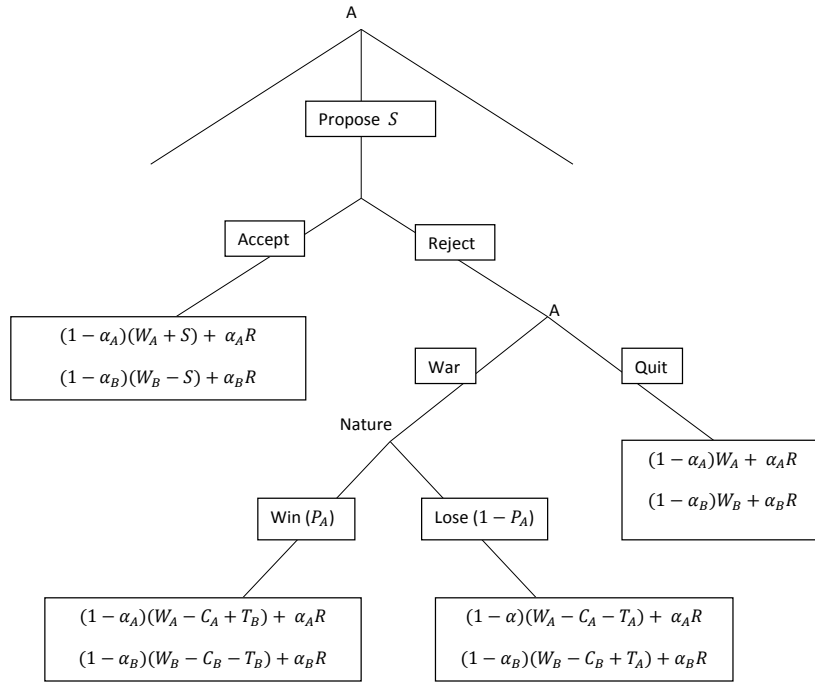 A
Propose S
Accept
Reject
(1 − α_A)(W_A + S) + α_A R
(1 − α_B)(W_B − S) + α_B R
A
War
Quit
Nature
(1 − α_A)W_A + α_A R
(1 − α_B)W_B + α_B R
Win (P_A)
Lose (1 − P_A)
(1 − α_A)(W_A − C_A + T_B) + α_A R
(1 − α_B)(W_B − C_B − T_B) + α_B R
(1 − α)(W_A − C_A − T_A) + α_A R
(1 − α_B)(W_B − C_B + T_A) + α_B R